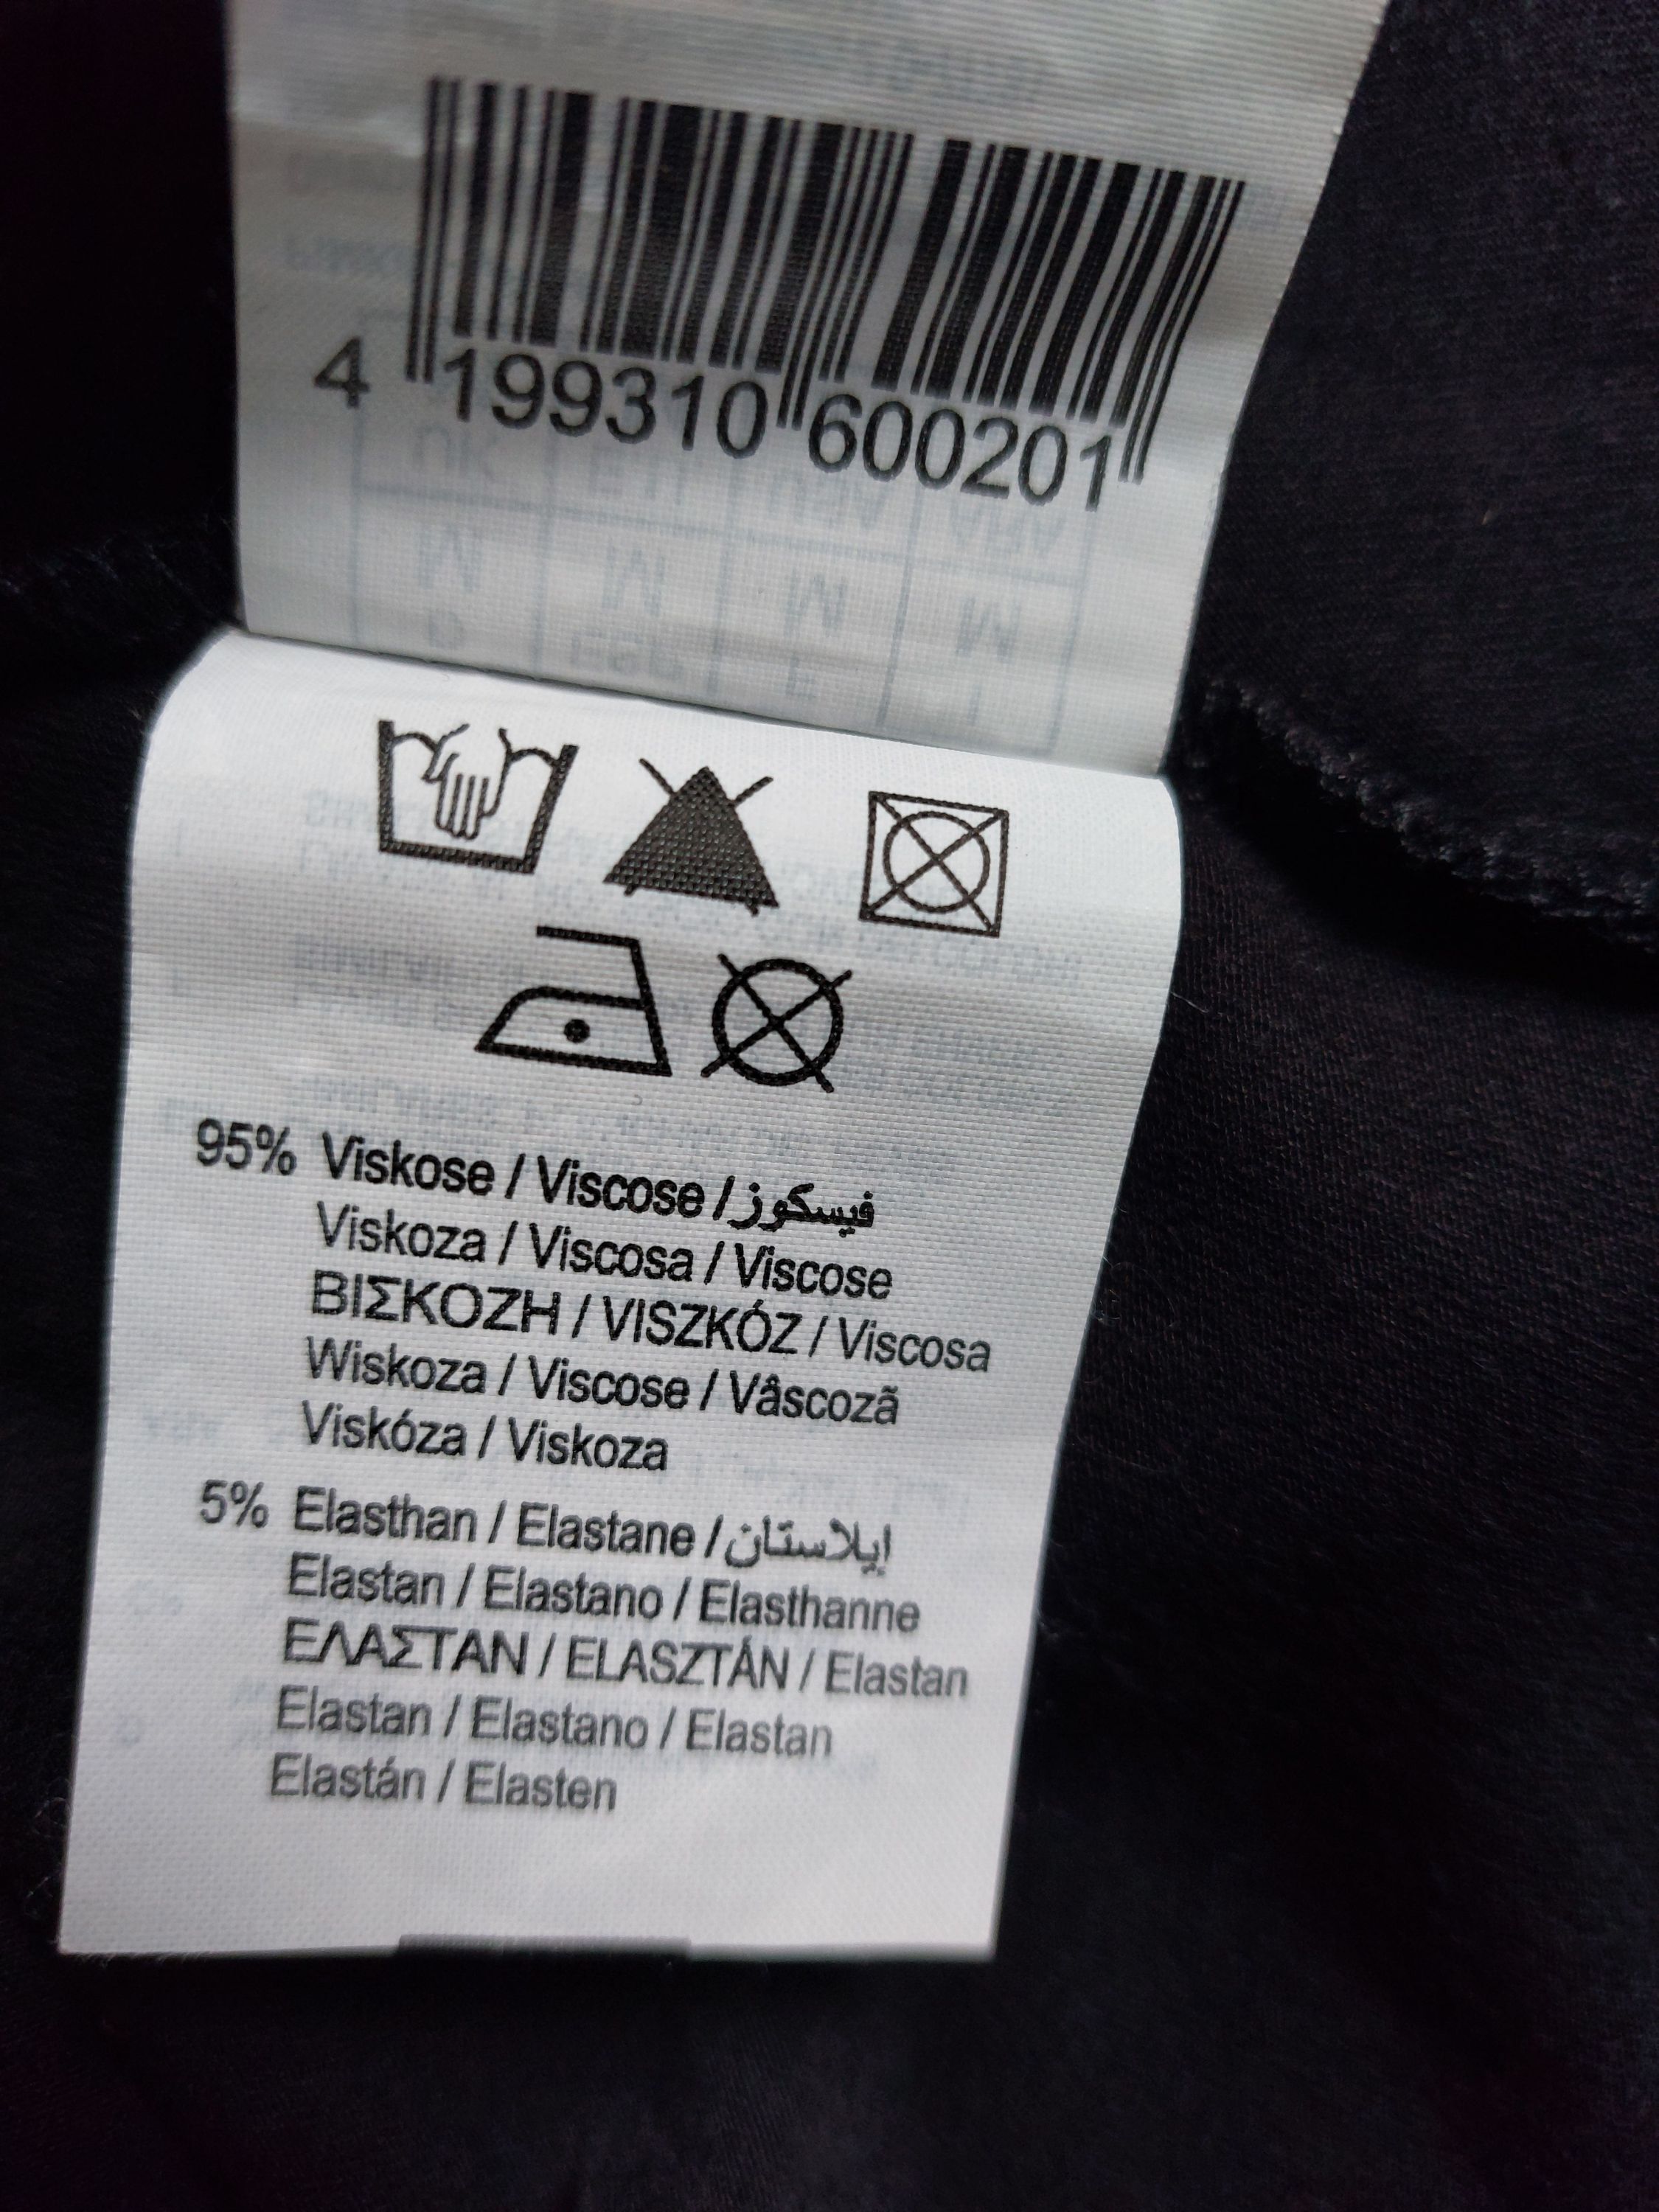 4 199310 600201
95% Viskose / Viscose / فيسكوز
Viskoza / Viscosa / Viscose
ΒΙΣΚΟΖΗ / VISZKÓZ / Viscosa
Wiskoza / Viscose / Vâscoză
Viskóza / Viskoza
5% Elasthan / Elastane / إيلاستان
Elastan / Elastano / Elasthanne
ΕΛΑΣΤΑΝ / ELASZTÁN / Elastan
Elastan / Elastano / Elastan
Elastán / Elasten